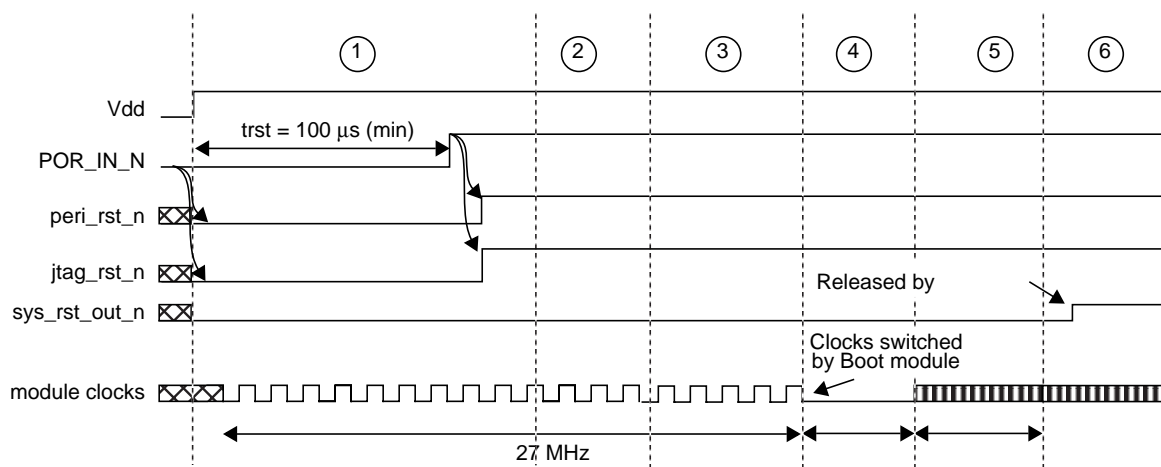 1 2 3 4 5 6
Vdd
trst = 100 μs (min)
POR_IN_N
peri_rst_n
jtag_rst_n
Released by
sys_rst_out_n
Clocks switched
by Boot module
module clocks
27 MHz